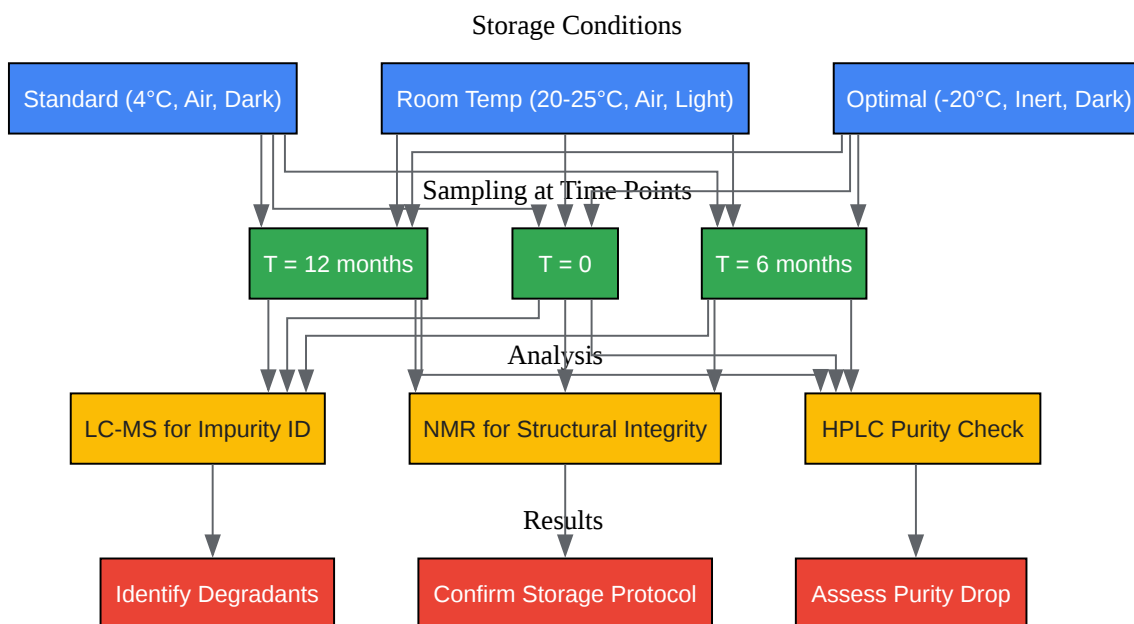 Storage Conditions
Standard (4°C, Air, Dark)
Room Temp (20-25°C, Air, Light)
Optimal (-20°C, Inert, Dark)
Sampling at Time Points
T = 12 months
T = 0
T = 6 months
Analysis
LC-MS for Impurity ID
NMR for Structural Integrity
HPLC Purity Check
Results
Identify Degradants
Confirm Storage Protocol
Assess Purity Drop